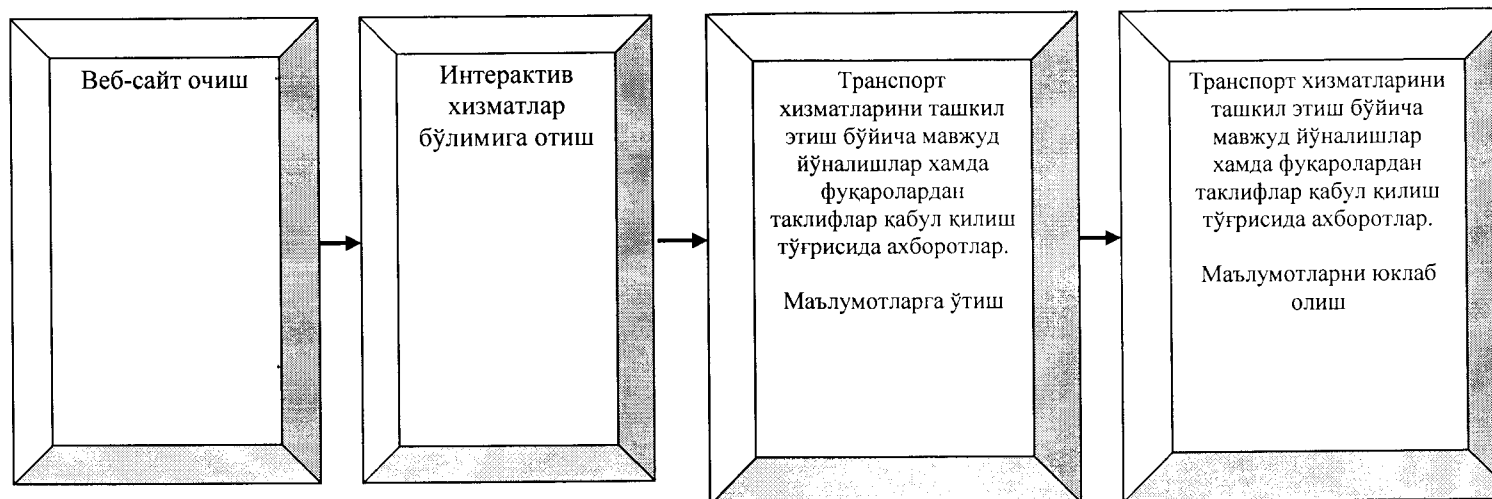 Веб-сайт очиш
Интерактив
хизматлар
бўлимига отиш
Транспорт
хизматларини ташкил
этиш бўйича мавжуд
йўналишлар хамда
фуқаролардан
таклифлар қабул қилиш
тўғрисида ахборотлар.
Маълумотларга ўтиш
Транспорт хизматларини
ташкил этиш бўйича
мавжуд йўналишлар
хамда фуқаролардан
таклифлар қабул қилиш
тўғрисида ахборотлар.
Маълумотларни юклаб
олиш